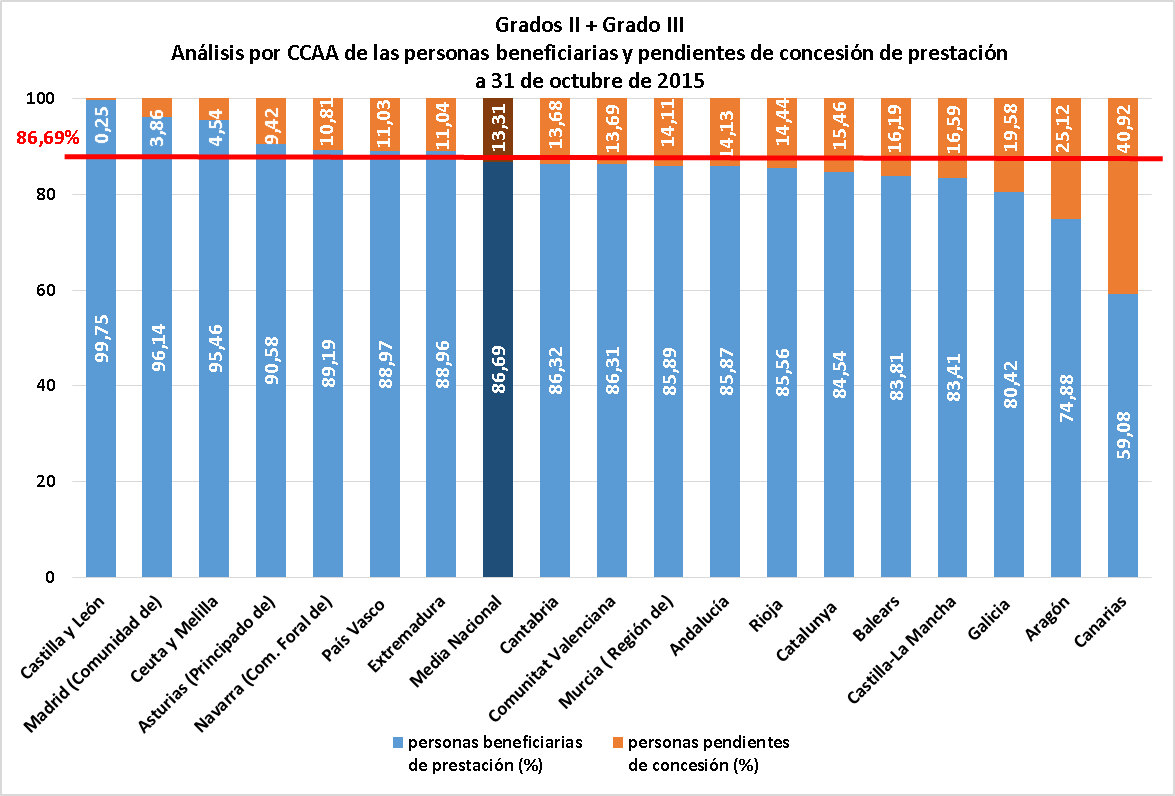 Grados II + Grado III
Análisis por CCAA de las personas beneficiarias y pendientes de concesión de prestación
a 31 de octubre de 2015
100
86,69%
80
60
40
20
0
0,25
3,86
4,54
9,42
10,81
11,03
11,04
13,31
13,68
13,69
14,11
14,13
14,44
15,46
16,19
16,59
19,58
25,12
40,92
99,75
96,14
95,46
90,58
89,19
88,97
88,96
86,69
86,32
86,31
85,89
85,87
85,56
84,54
83,81
83,41
80,42
74,88
59,08
Castilla y León
Madrid (Comunidad de)
Ceuta y Melilla
Asturias (Principado de)
Navarra (Com. Foral de)
País Vasco
Extremadura
Media Nacional
Cantabria
Comunitat Valenciana
Murcia ( Región de)
Andalucía
Rioja
Catalunya
Balears
Castilla-La Mancha
Galicia
Aragón
Canarias
personas beneficiarias
de prestación (%)
personas pendientes
de concesión (%)